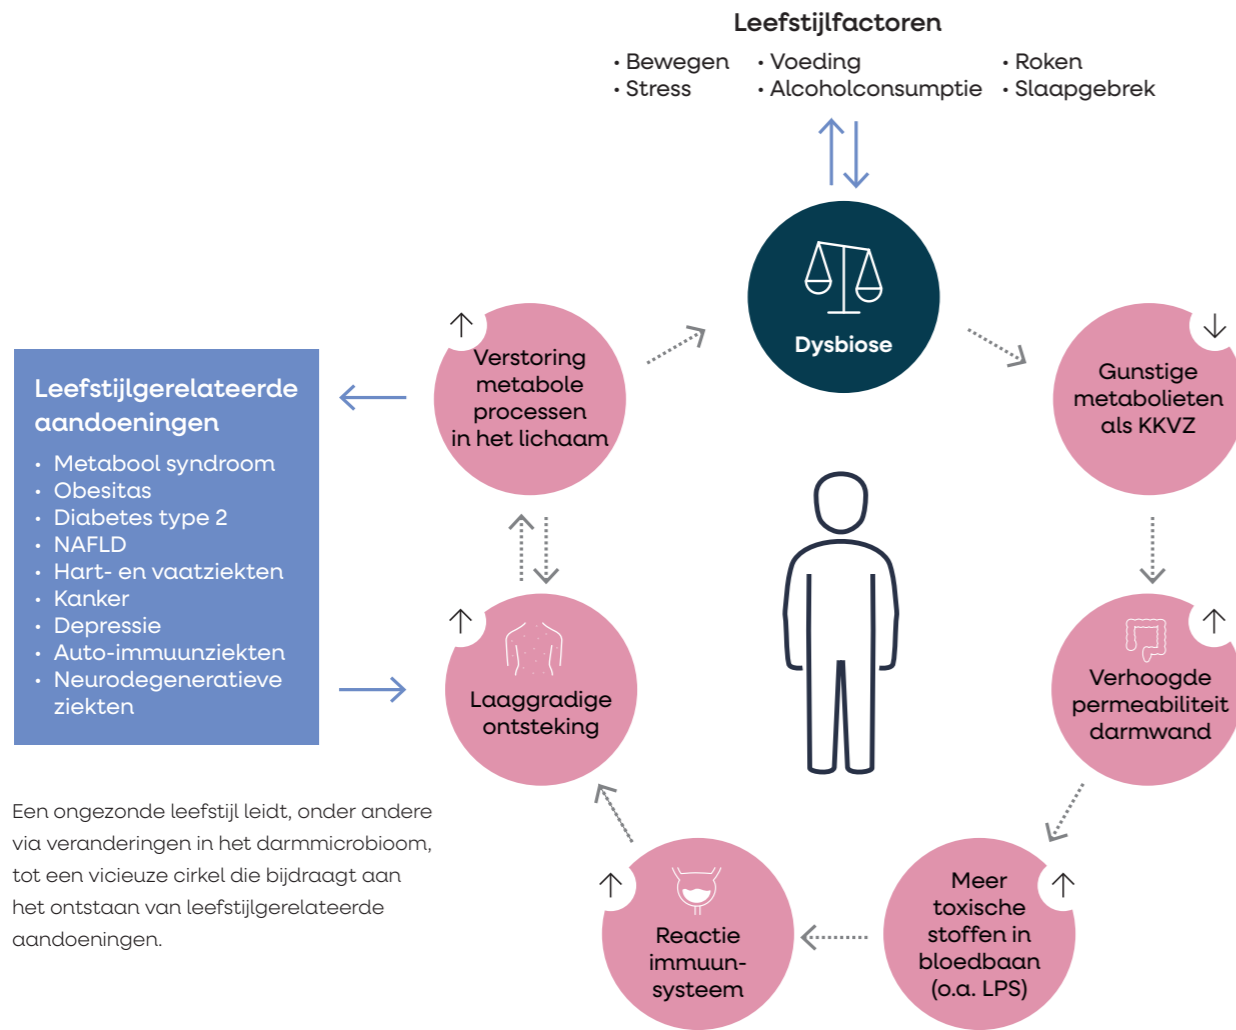 Leefstijlfactoren
• Bewegen • Voeding • Roken
• Stress • Alcoholconsumptie • Slaapgebrek
Dysbiose
Gunstige
metabolieten
als KKVZ
Verhoogde
permeabiliteit
darmwand
Meer
toxische
stoffen in
bloedbaan
(o.a. LPS)
Reactie
immuun-
systeem
Laaggradige
ontsteking
Verstoring
metabole
processen
in het lichaam
Leefstijlgerelateerde
aandoeningen
• Metabool syndroom
• Obesitas
• Diabetes type 2
• NAFLD
• Hart- en vaatziekten
• Kanker
• Depressie
• Auto-immuunziekten
• Neurodegeneratieve
ziekten
Een ongezonde leefstijl leidt, onder andere
via veranderingen in het darmmicrobioom,
tot een vicieuze cirkel die bijdraagt aan
het ontstaan van leefstijlgerelateerde
aandoeningen.